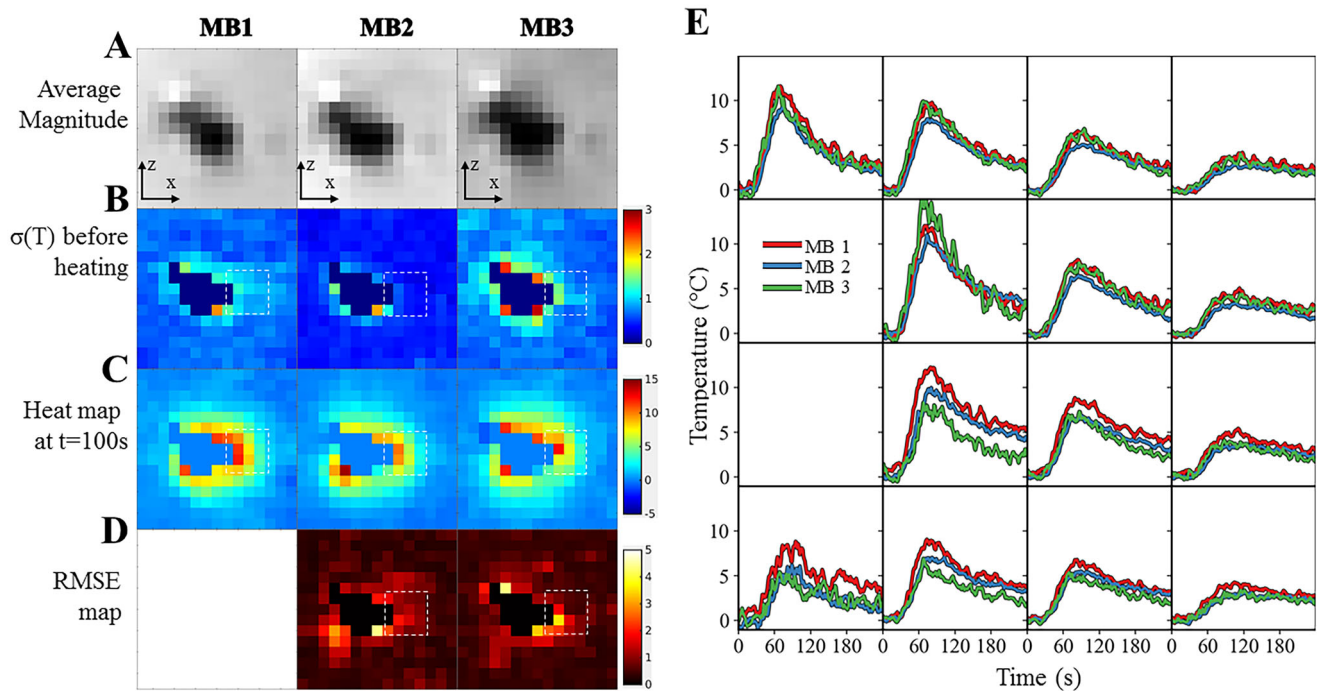 MB1 MB2 MB3
A
Average
Magnitude
z x z x z x
B
σ(T) before
heating
3
2
1
0
C
Heat map
at t=100s
15
10
5
0
-5
D
RMSE
map
5
4
3
2
1
0
E
10
5
0
10
5
0
MB 1
MB 2
MB 3
10
5
0
10
5
0
Temperature (°C)
0 60 120 180 0 60 120 180 0 60 120 180 0 60 120 180
Time (s)